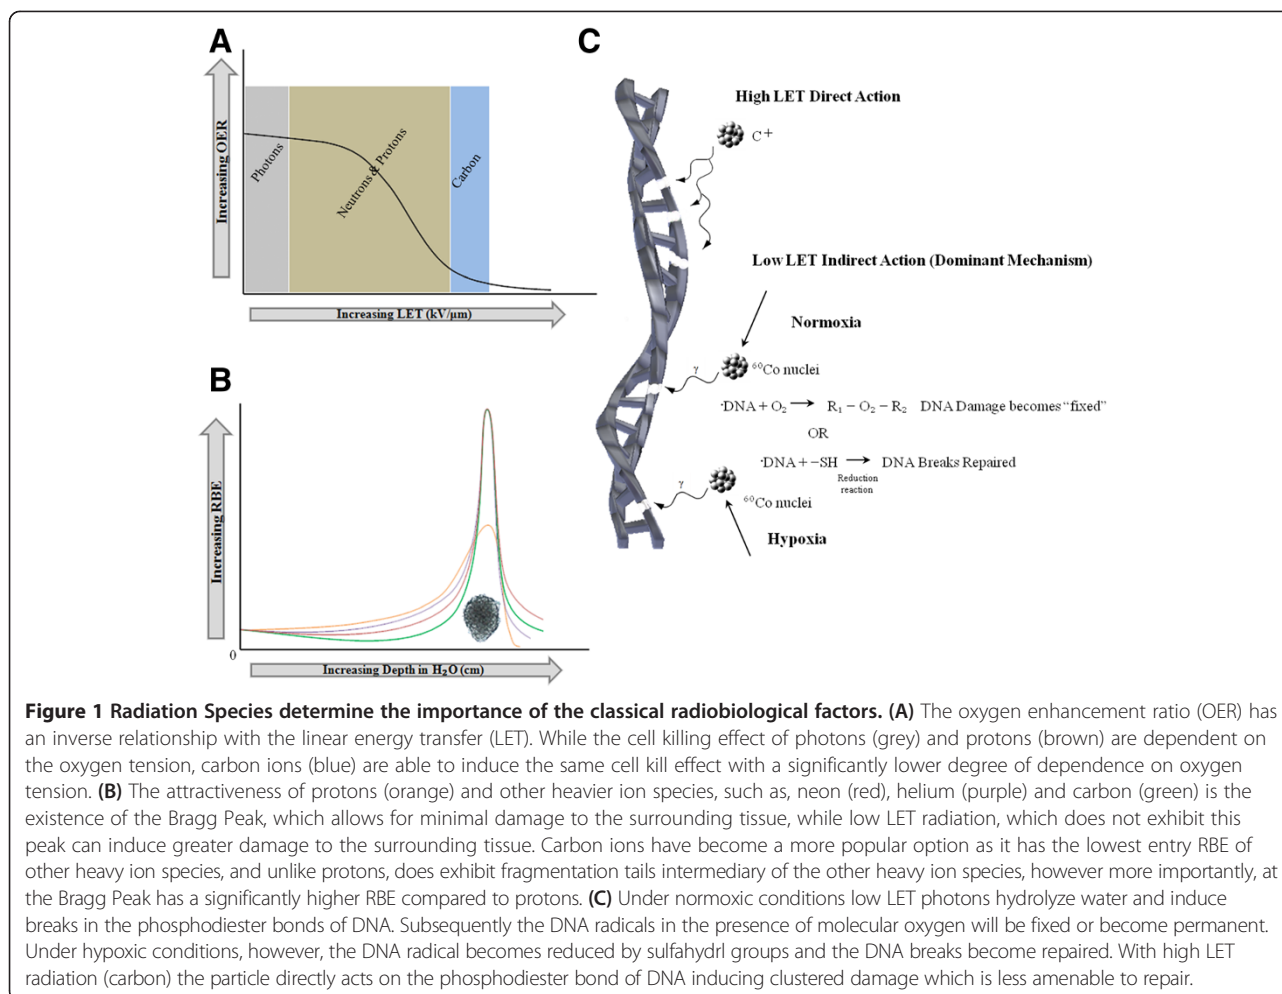 A
Increasing OER
Photons
Neutrons & Protons
Carbon
Increasing LET (kV/μm)
B
Increasing RBE
0
Increasing Depth in H₂O (cm)
C
High LET Direct Action
C⁺
Low LET Indirect Action (Dominant Mechanism)
Normoxia
γ
⁶⁰Co nuclei
·DNA + O₂ → R₁ – O₂ – R₂ DNA Damage becomes "fixed"
OR
·DNA + –SH → DNA Breaks Repaired
Reduction
reaction
γ
⁶⁰Co nuclei
Hypoxia
Figure 1 Radiation Species determine the importance of the classical radiobiological factors. (A) The oxygen enhancement ratio (OER) has
an inverse relationship with the linear energy transfer (LET). While the cell killing effect of photons (grey) and protons (brown) are dependent on
the oxygen tension, carbon ions (blue) are able to induce the same cell kill effect with a significantly lower degree of dependence on oxygen
tension. (B) The attractiveness of protons (orange) and other heavier ion species, such as, neon (red), helium (purple) and carbon (green) is the
existence of the Bragg Peak, which allows for minimal damage to the surrounding tissue, while low LET radiation, which does not exhibit this
peak can induce greater damage to the surrounding tissue. Carbon ions have become a more popular option as it has the lowest entry RBE of
other heavy ion species, and unlike protons, does exhibit fragmentation tails intermediary of the other heavy ion species, however more importantly, at
the Bragg Peak has a significantly higher RBE compared to protons. (C) Under normoxic conditions low LET photons hydrolyze water and induce
breaks in the phosphodiester bonds of DNA. Subsequently the DNA radicals in the presence of molecular oxygen will be fixed or become permanent.
Under hypoxic conditions, however, the DNA radical becomes reduced by sulfahydrl groups and the DNA breaks become repaired. With high LET
radiation (carbon) the particle directly acts on the phosphodiester bond of DNA inducing clustered damage which is less amenable to repair.